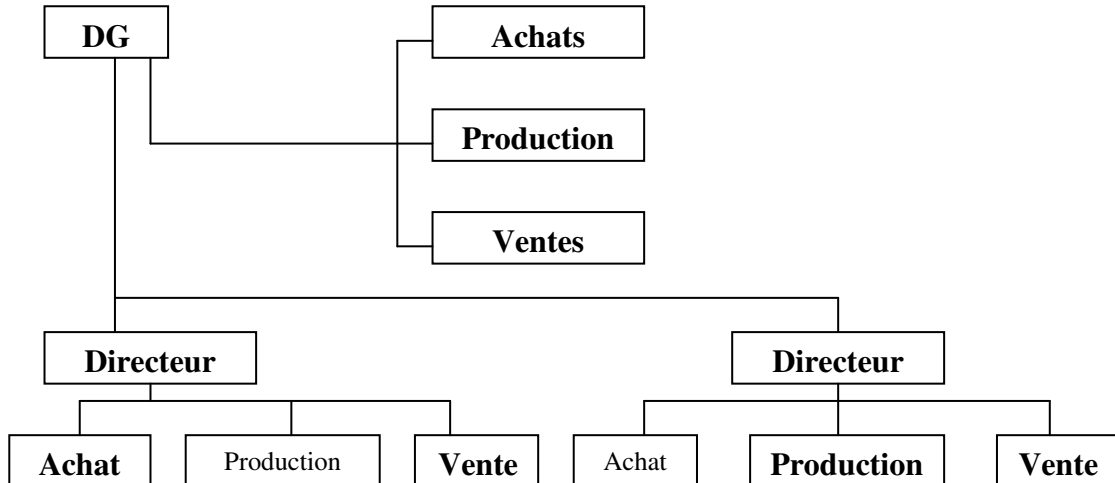 DG
Achats
Production
Ventes
Directeur
Directeur
Achat
Production
Vente
Achat
Production
Vente